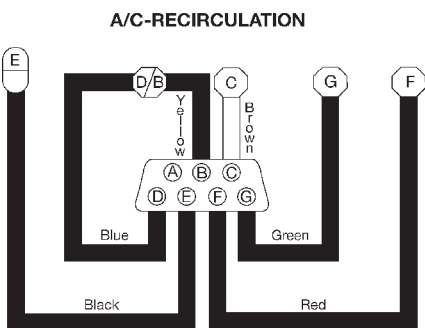 A/C-RECIRCULATION
E
D/B
C
G
F
Yellow
Brown
A B C
D E F G
Blue
Green
Black
Red